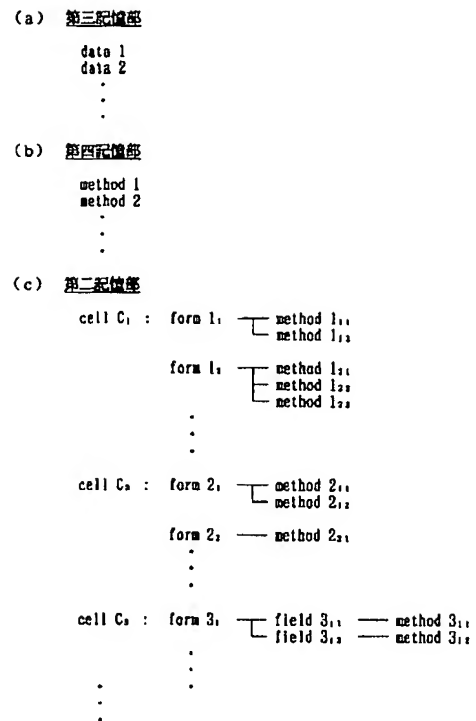 (a) 第三記憶部
data 1
data 2
(b) 第四記憶部
method 1
method 2
(c) 第二記憶部
cell C₁ : form 1₁ method 1₁₁
method 1₁₂
form 1₂ method 1₂₁
method 1₂₂
method 1₂₃
cell C₂ : form 2₁ method 2₁₁
method 2₁₂
form 2₂ method 2₂₁
cell C₃ : form 3₁ field 3₁₁ method 3₁₁
field 3₁₂ method 3₁₂